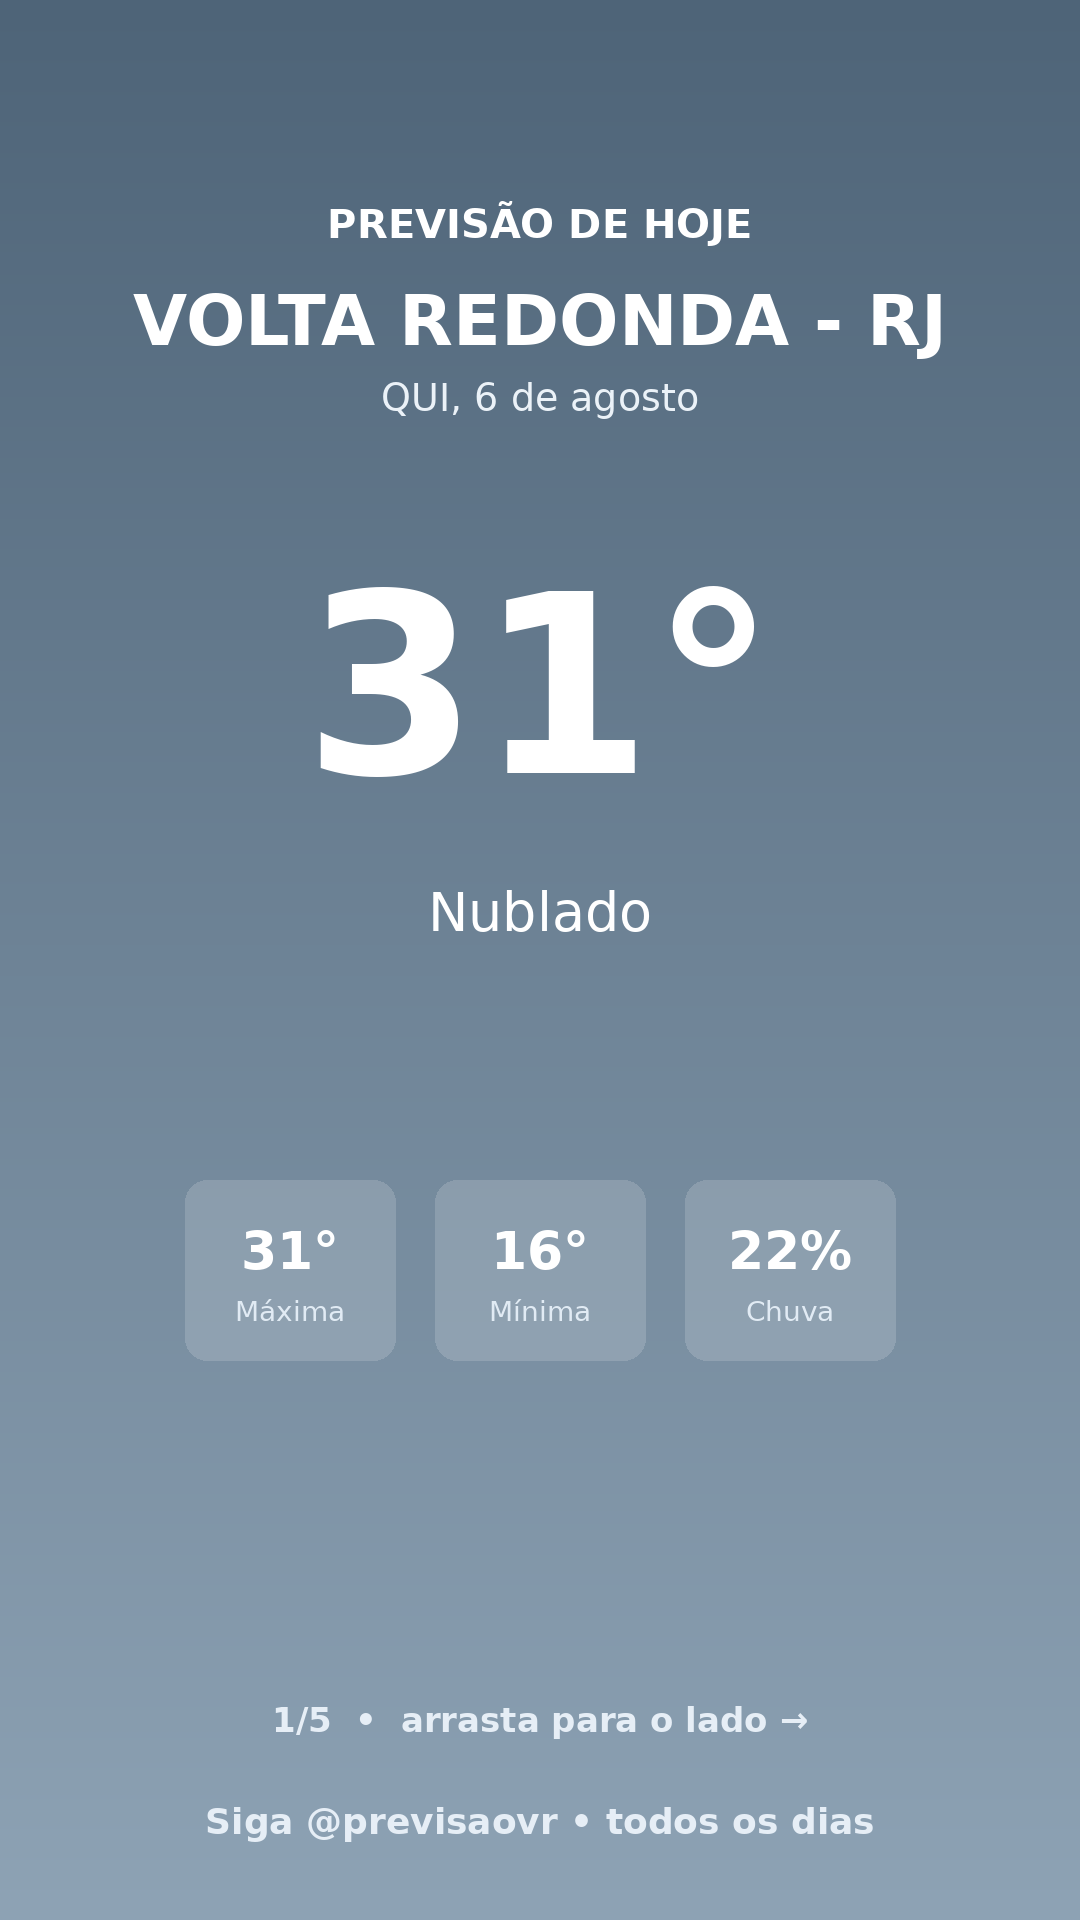 PREVISÃO DE HOJE
VOLTA REDONDA - RJ
QUI, 6 de agosto
31°
Nublado
31° 16° 22%
Máxima Mínima Chuva
1/5 • arrasta para o lado →
Siga @previsaovr • todos os dias